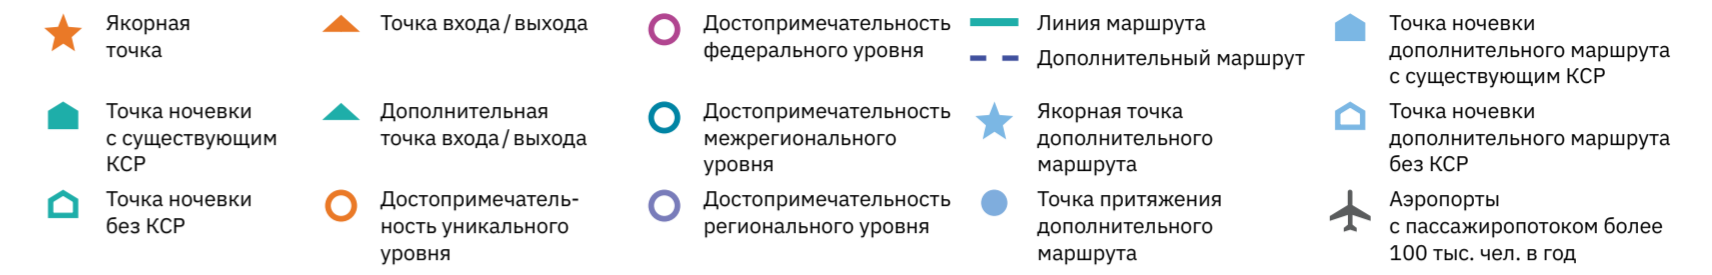 Якорная
точка
Точка ночевки
с существующим
КСР
Точка ночевки
без КСР
Точка входа / выхода
Дополнительная
точка входа / выхода
Достопримечатель-
ность уникального
уровня
Достопримечательность
федерального уровня
Достопримечательность
межрегионального
уровня
Достопримечательность
регионального уровня
Линия маршрута
Дополнительный маршрут
Якорная точка
дополнительного
маршрута
Точка притяжения
дополнительного
маршрута
Точка ночевки
дополнительного маршрута
с существующим КСР
Точка ночевки
дополнительного маршрута
без КСР
Аэропорты
с пассажиропотоком более
100 тыс. чел. в год